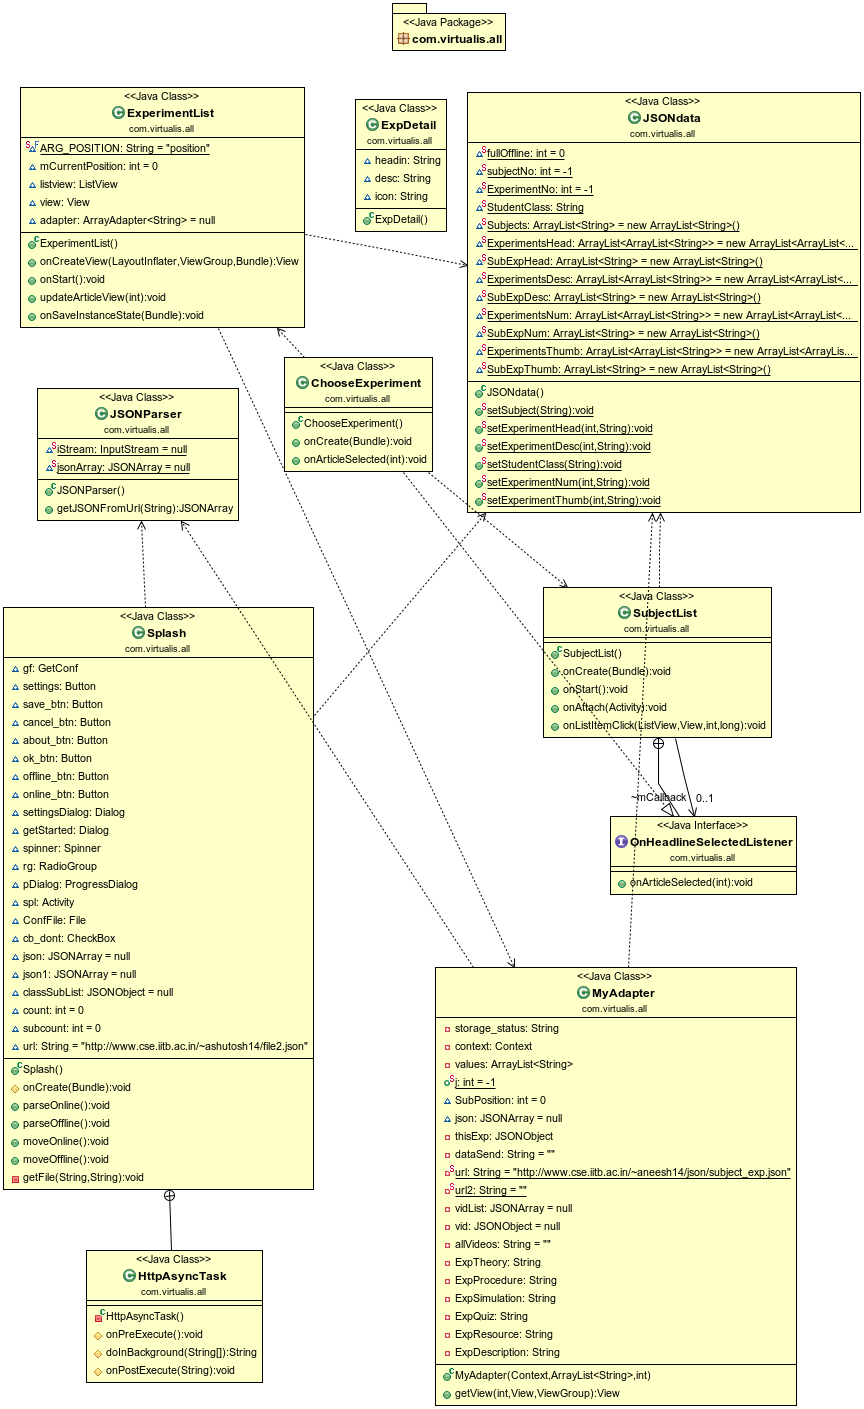 <<Java Package>>
com.virtualis.all
<<Java Class>>
ExperimentList
com.virtualis.all
ARG_POSITION: String = "position"
mCurrentPosition: int = 0
listview: ListView
view: View
adapter: ArrayAdapter<String> = null
ExperimentList()
onCreateView(LayoutInflater,ViewGroup,Bundle):View
onStart():void
updateArticleView(int):void
onSaveInstanceState(Bundle):void
<<Java Class>>
ExpDetail
com.virtualis.all
headin: String
desc: String
icon: String
ExpDetail()
<<Java Class>>
JSONdata
com.virtualis.all
fullOffline: int = 0
subjectNo: int = -1
ExperimentNo: int = -1
StudentClass: String
Subjects: ArrayList<String> = new ArrayList<String>()
ExperimentsHead: ArrayList<ArrayList<String>> = new ArrayList<ArrayList<...
SubExpHead: ArrayList<String> = new ArrayList<String>()
ExperimentsDesc: ArrayList<ArrayList<String>> = new ArrayList<ArrayList<...
SubExpDesc: ArrayList<String> = new ArrayList<String>()
ExperimentsNum: ArrayList<ArrayList<String>> = new ArrayList<ArrayList<...
SubExpNum: ArrayList<String> = new ArrayList<String>()
ExperimentsThumb: ArrayList<ArrayList<String>> = new ArrayList<ArrayLis...
SubExpThumb: ArrayList<String> = new ArrayList<String>()
JSONdata()
setSubject(String):void
setExperimentHead(int,String):void
setExperimentDesc(int,String):void
setStudentClass(String):void
setExperimentNum(int,String):void
setExperimentThumb(int,String):void
<<Java Class>>
ChooseExperiment
com.virtualis.all
ChooseExperiment()
onCreate(Bundle):void
onArticleSelected(int):void
<<Java Class>>
JSONParser
com.virtualis.all
iStream: InputStream = null
jsonArray: JSONArray = null
JSONParser()
getJSONFromUrl(String):JSONArray
<<Java Class>>
SubjectList
com.virtualis.all
SubjectList()
onCreate(Bundle):void
onStart():void
onAttach(Activity):void
onListItemClick(ListView,View,int,long):void
~mCallback 0..1
<<Java Interface>>
OnHeadlineSelectedListener
com.virtualis.all
onArticleSelected(int):void
<<Java Class>>
Splash
com.virtualis.all
gf: GetConf
settings: Button
save_btn: Button
cancel_btn: Button
about_btn: Button
ok_btn: Button
offline_btn: Button
online_btn: Button
settingsDialog: Dialog
getStarted: Dialog
spinner: Spinner
rg: RadioGroup
pDialog: ProgressDialog
spl: Activity
ConfFile: File
cb_dont: CheckBox
json: JSONArray = null
json1: JSONArray = null
classSubList: JSONObject = null
count: int = 0
subcount: int = 0
url: String = "http://www.cse.iitb.ac.in/~ashutosh14/file2.json"
Splash()
onCreate(Bundle):void
parseOnline():void
parseOffline():void
moveOnline():void
moveOffline():void
getFile(String,String):void
<<Java Class>>
HttpAsyncTask
com.virtualis.all
HttpAsyncTask()
onPreExecute():void
doInBackground(String[]):String
onPostExecute(String):void
<<Java Class>>
MyAdapter
com.virtualis.all
storage_status: String
context: Context
values: ArrayList<String>
j: int = -1
SubPosition: int = 0
json: JSONArray = null
thisExp: JSONObject
dataSend: String = ""
url: String = "http://www.cse.iitb.ac.in/~aneesh14/json/subject_exp.json"
url2: String = ""
vidList: JSONArray = null
vid: JSONObject = null
allVideos: String = ""
ExpTheory: String
ExpProcedure: String
ExpSimulation: String
ExpQuiz: String
ExpResource: String
ExpDescription: String
MyAdapter(Context,ArrayList<String>,int)
getView(int,View,ViewGroup):View